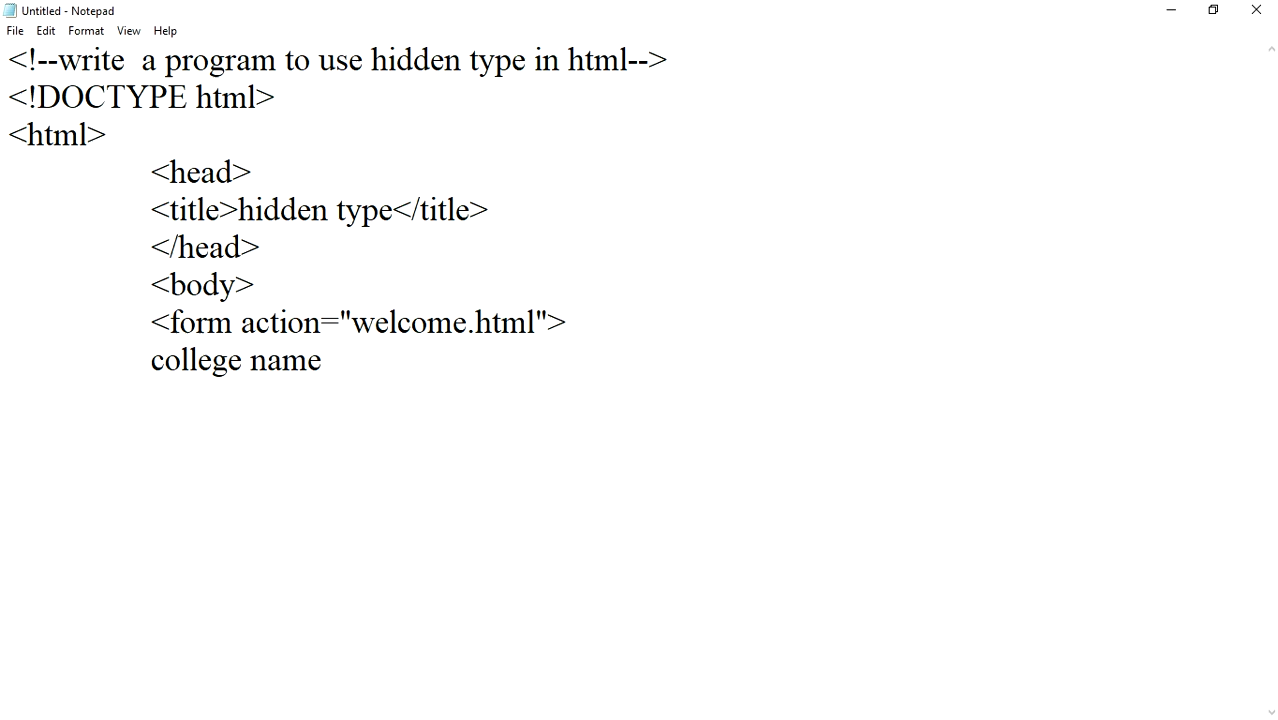 Untitled - Notepad
File Edit Format View Help
<!--write  a program to use hidden type in html-->
<!DOCTYPE html>
<html>
<head>
<title>hidden type</title>
</head>
<body>
<form action="welcome.html">
college name